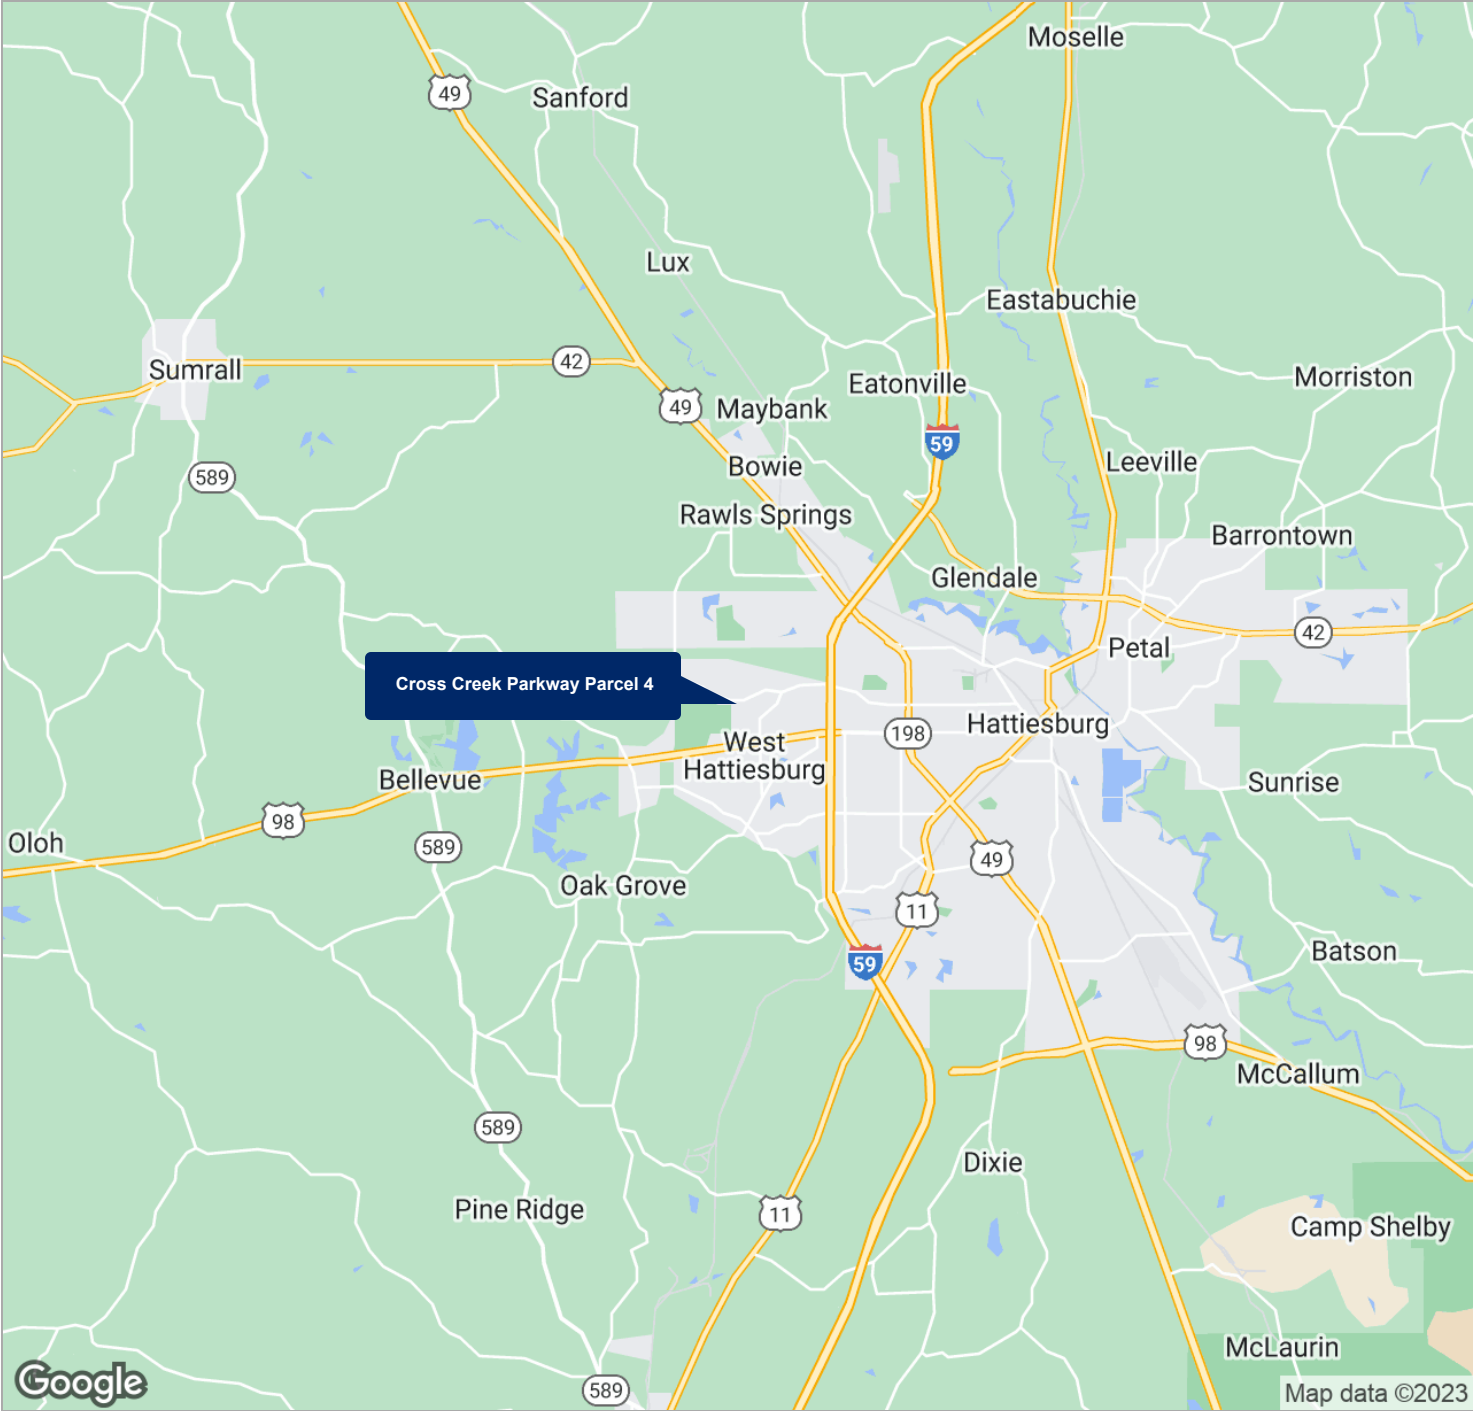 Moselle
49
Sanford
Lux
Eastabuchie
Sumrall
42
Eatonville
Morriston
49
Maybank
59
Bowie
Leeville
589
Rawls Springs
Barrontown
Glendale
42
Petal
Cross Creek Parkway Parcel 4
Hattiesburg
198
West
Hattiesburg
Bellevue
Sunrise
98
Oloh
589
49
Oak Grove
11
Batson
59
98
McCallum
589
Dixie
Pine Ridge
11
Camp Shelby
McLaurin
Google
589
Map data ©2023